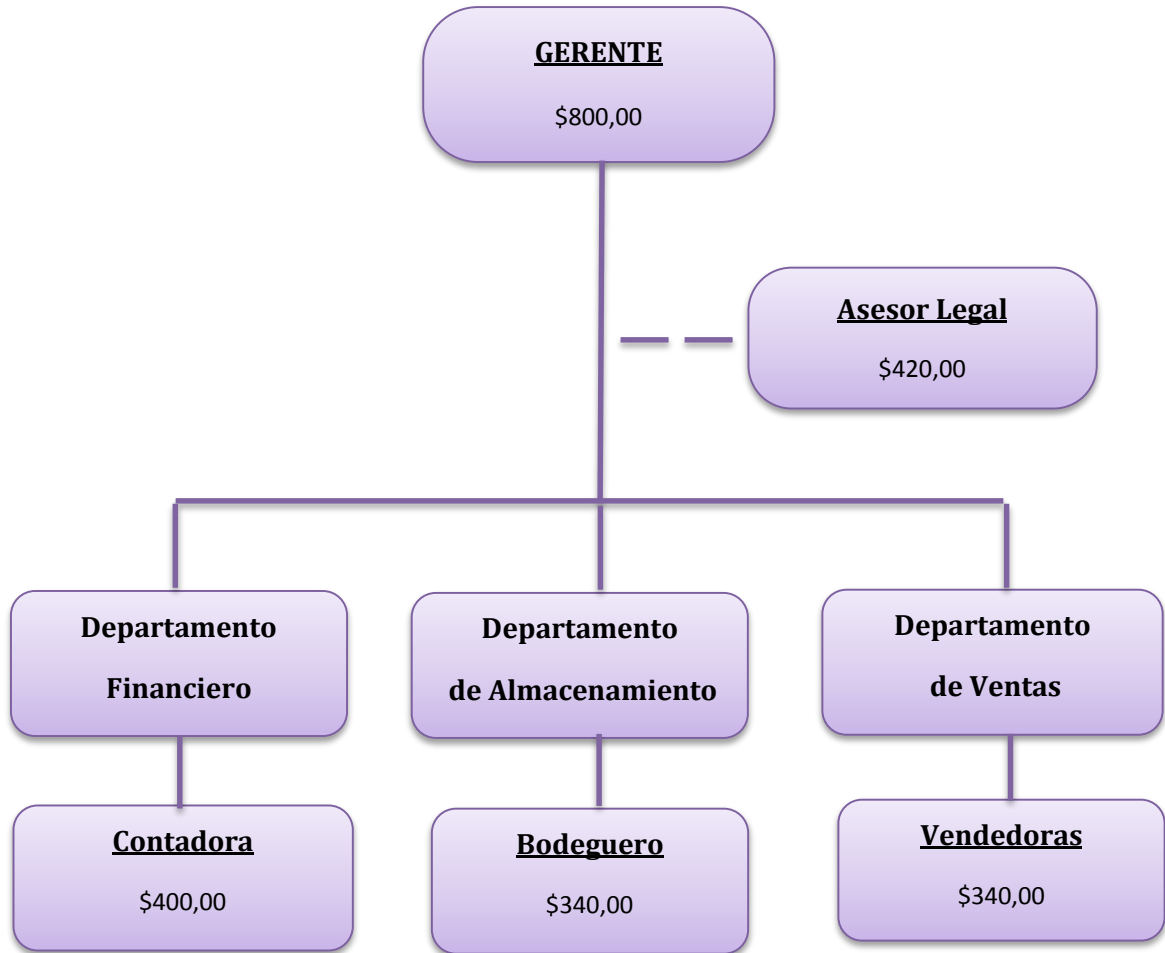 GERENTE
$800,00
Asesor Legal
$420,00
Departamento
Financiero
Departamento
de Almacenamiento
Departamento
de Ventas
Contadora
$400,00
Bodeguero
$340,00
Vendedoras
$340,00